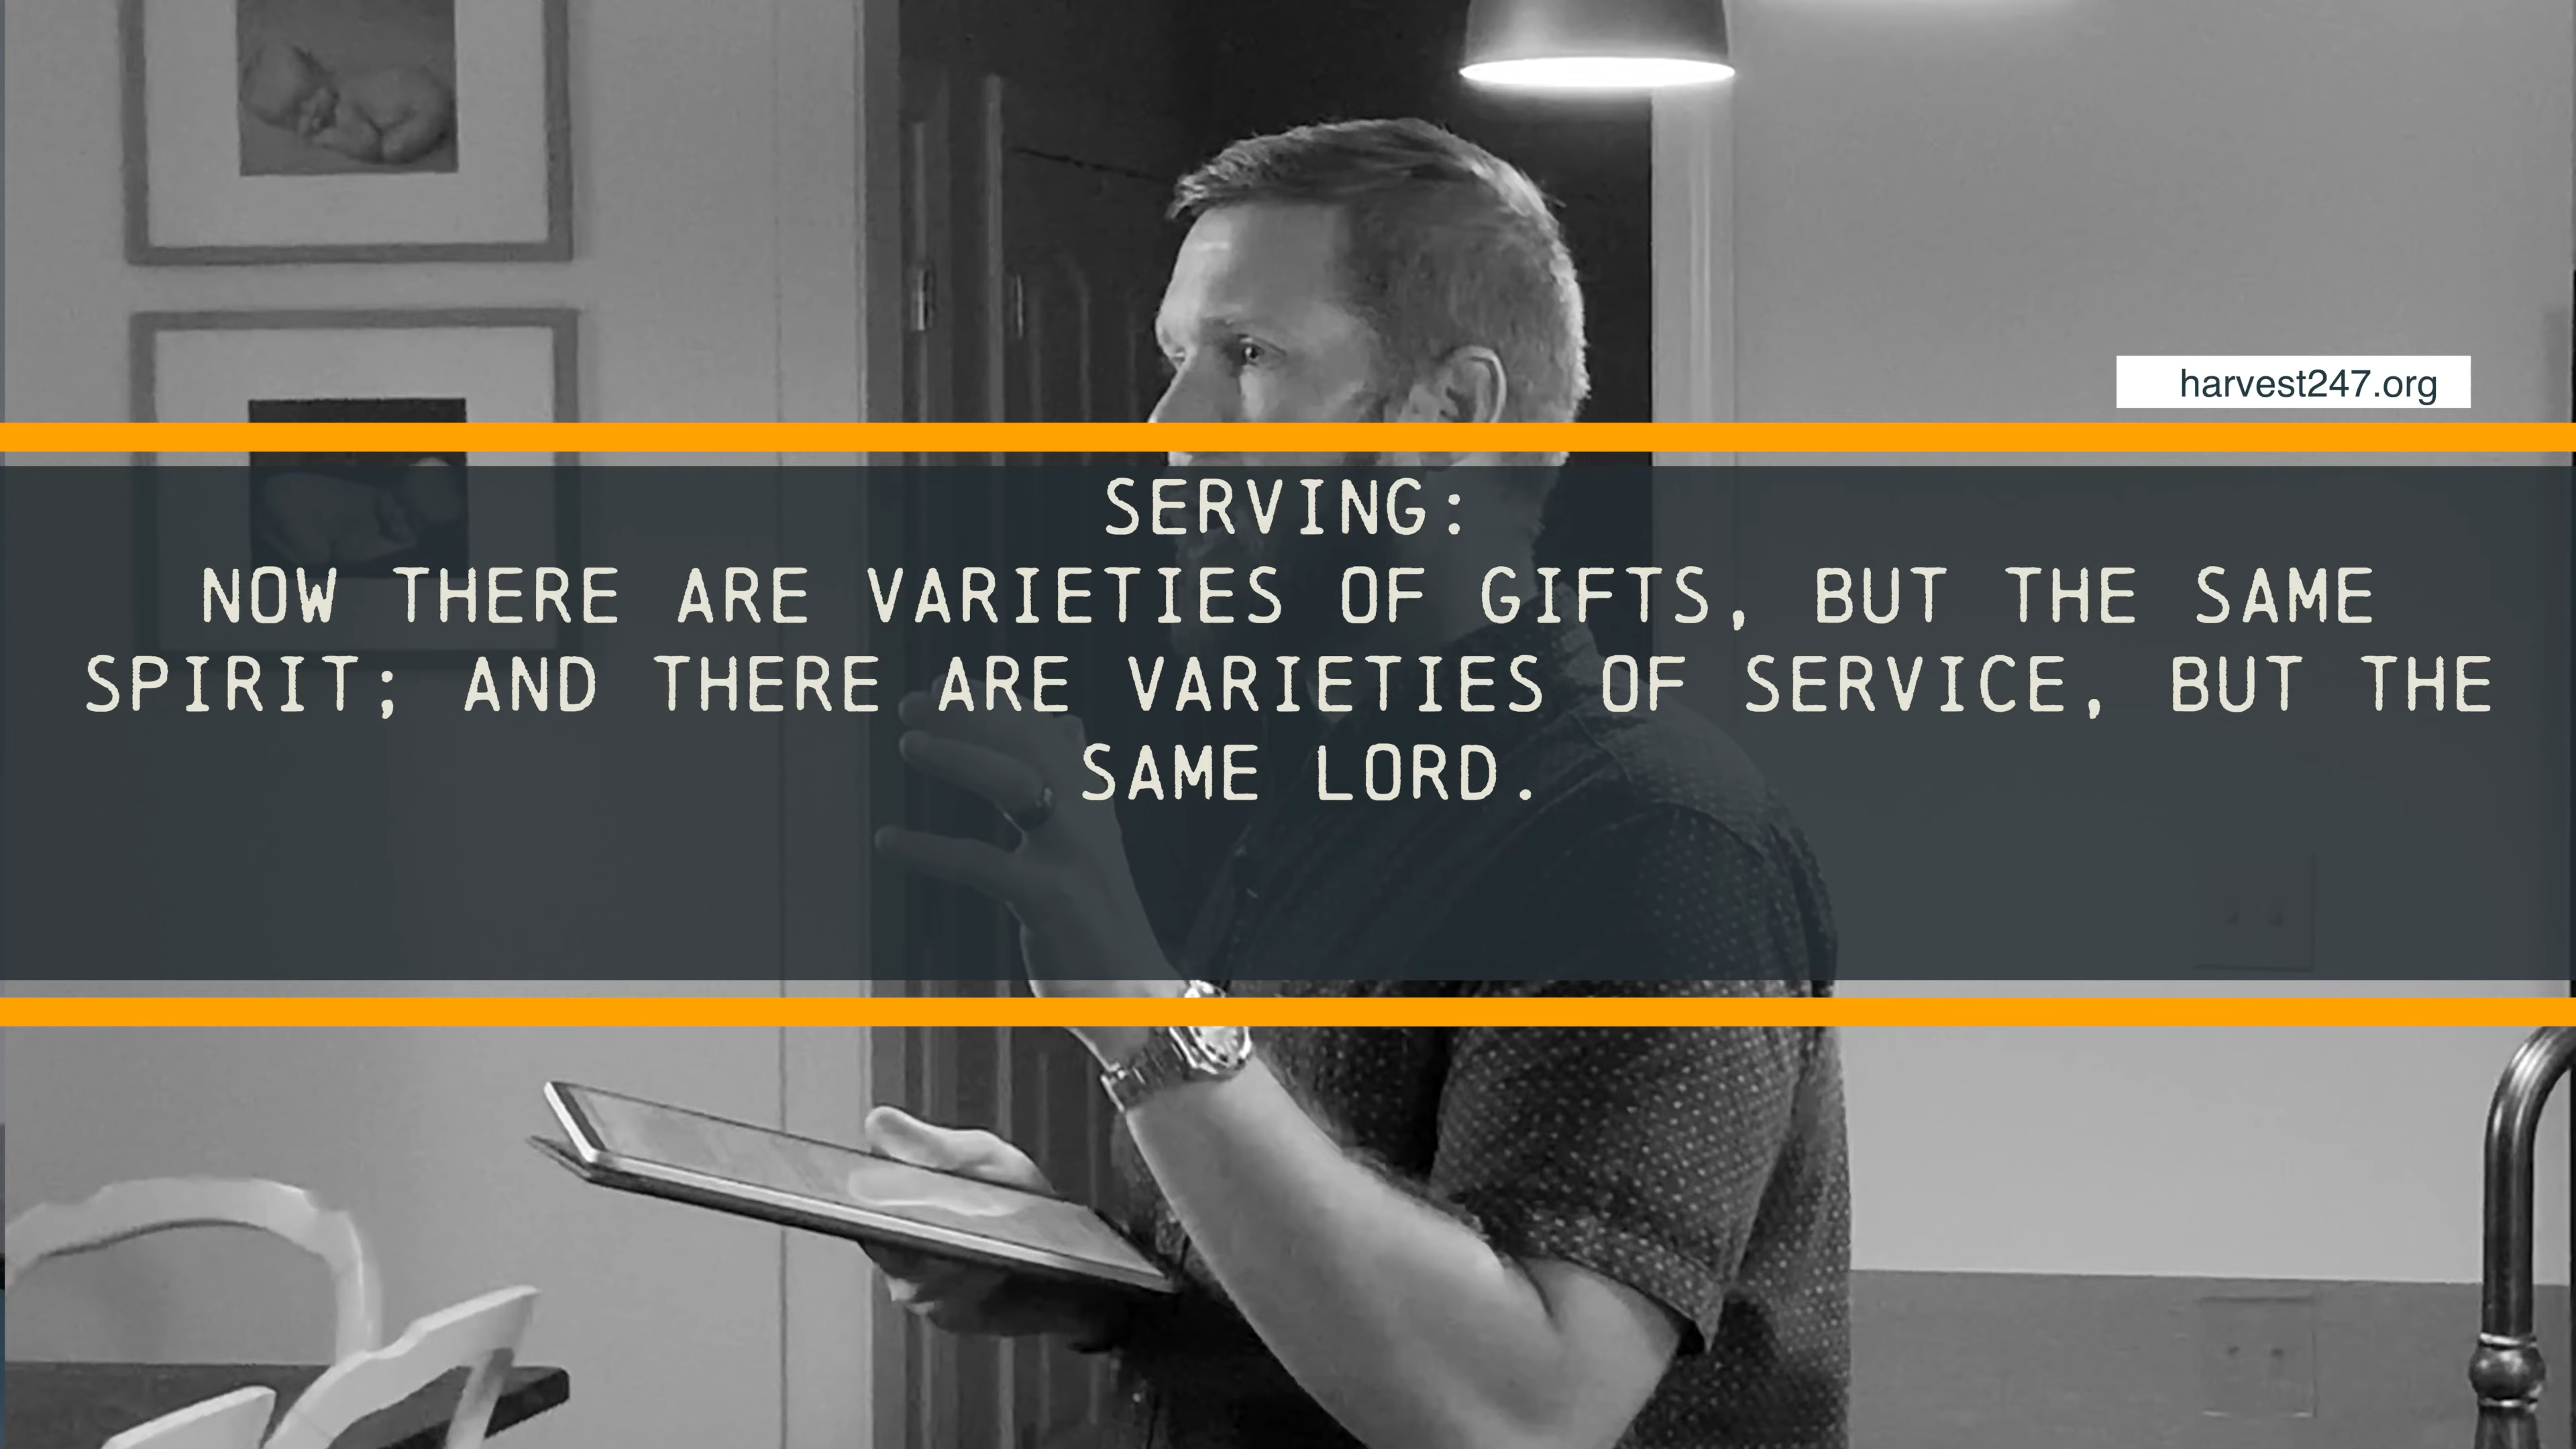 harvest247.org
SERVING:
NOW THERE ARE VARIETIES OF GIFTS, BUT THE SAME
SPIRIT; AND THERE ARE VARIETIES OF SERVICE, BUT THE
SAME LORD.